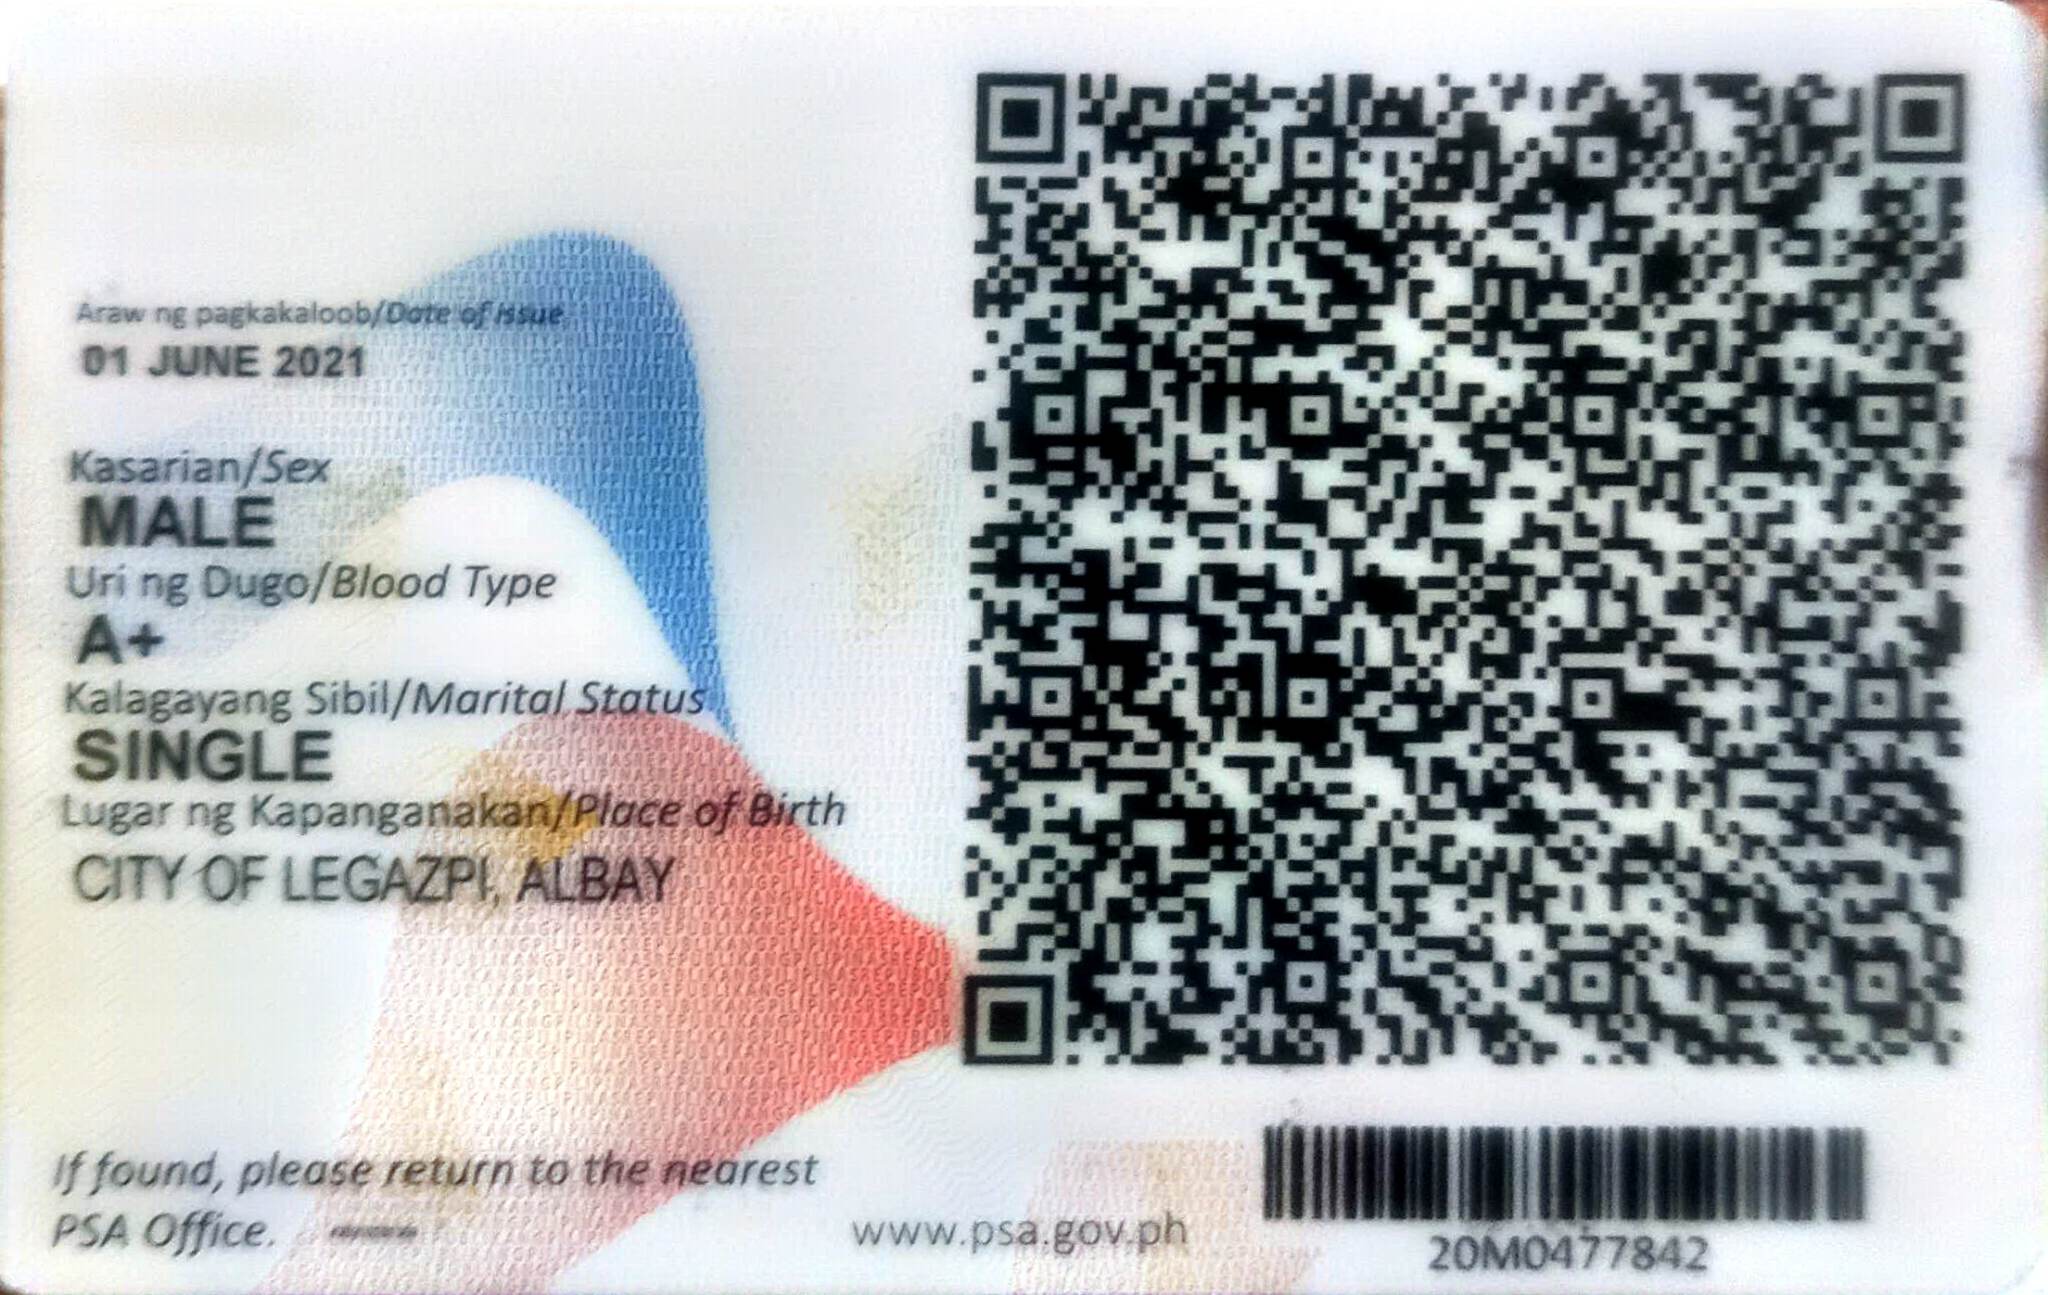 Araw ng pagkakaloob/Date of issue
01 JUNE 2021
Kasarian/Sex
MALE
Uri ng Dugo/Blood Type
A+
Kalagayang Sibil/Marital Status
SINGLE
Lugar ng Kapanganakan/Place of Birth
CITY OF LEGAZPI, ALBAY
If found, please return to the nearest
PSA Office.
www.psa.gov.ph
20M0477842